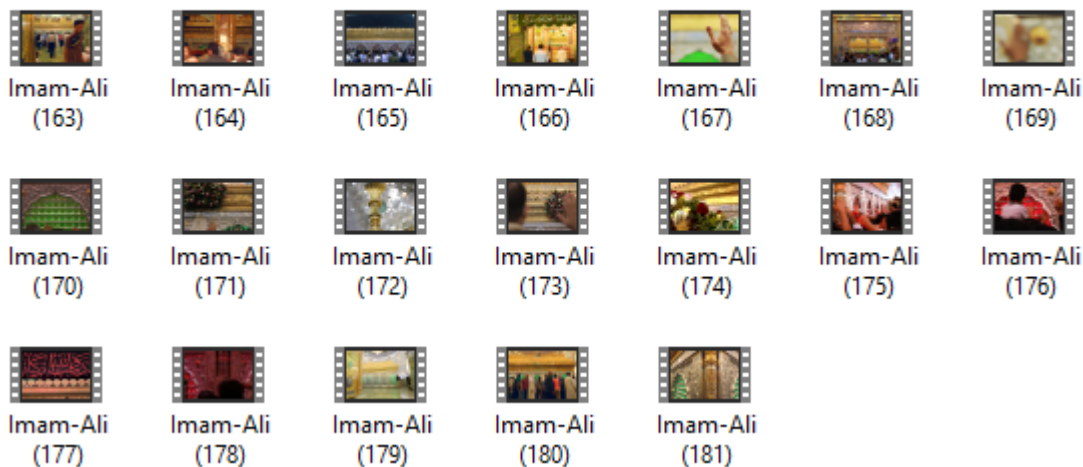 Imam-Ali
(163)
Imam-Ali
(164)
Imam-Ali
(165)
Imam-Ali
(166)
Imam-Ali
(167)
Imam-Ali
(168)
Imam-Ali
(169)
Imam-Ali
(170)
Imam-Ali
(171)
Imam-Ali
(172)
Imam-Ali
(173)
Imam-Ali
(174)
Imam-Ali
(175)
Imam-Ali
(176)
Imam-Ali
(177)
Imam-Ali
(178)
Imam-Ali
(179)
Imam-Ali
(180)
Imam-Ali
(181)